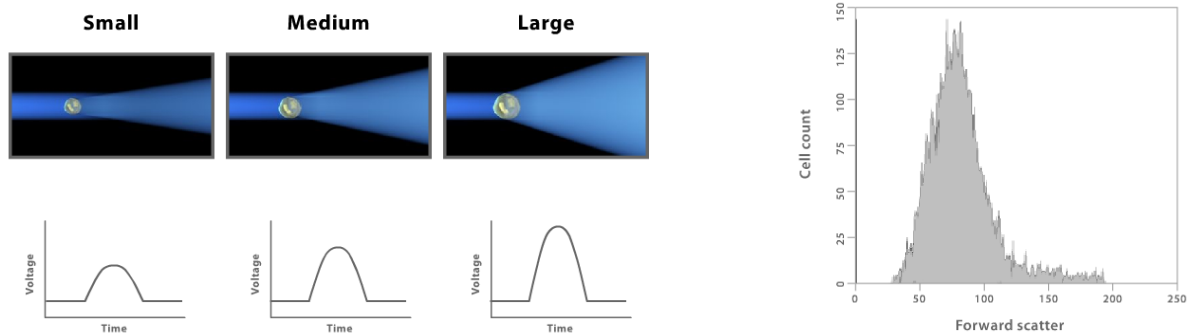 Small
Medium
Large
Voltage
Time
Voltage
Time
Voltage
Time
Cell count
150
125
100
75
50
25
0
0
50
100
150
200
250
Forward scatter